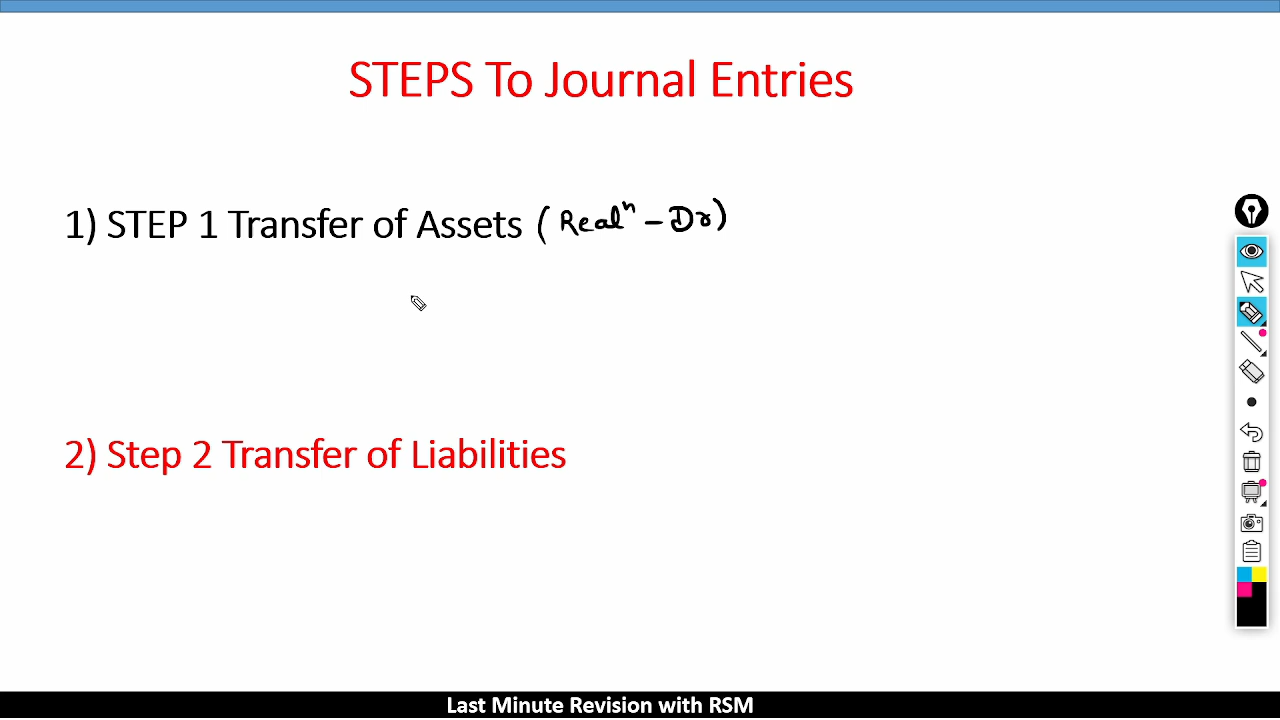 STEPS To Journal Entries
1) STEP 1 Transfer of Assets (Realⁿ - Dr)
2) Step 2 Transfer of Liabilities
Last Minute Revision with RSM